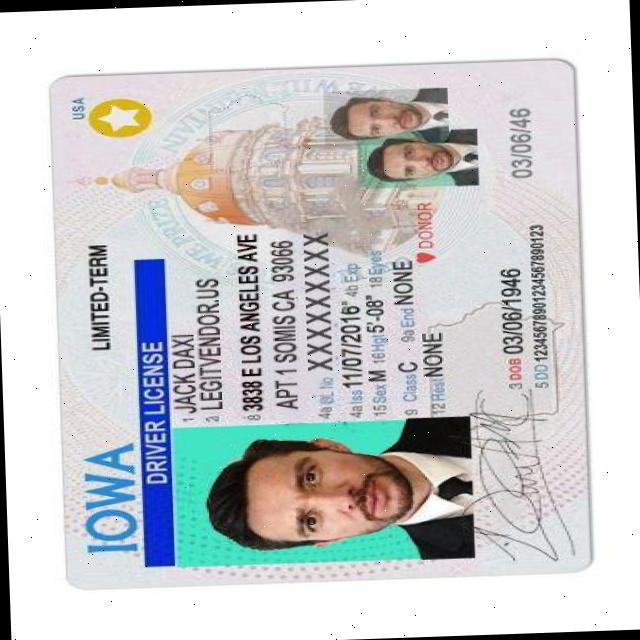 USA
IOWA LIMITED-TERM
DRIVER LICENSE
1 JACK DAXI
2 LEGITVENDOR.US
8 3838 E LOS ANGELES AVE
APT 1 SOMIS CA 93066
4d DL No XXXXXXXXX
4a Iss 11/07/2016* 4b Exp
15 Sex M 16 Hgt 5'-08" 18 Eyes
9 Class C 9a End NONE
12 Rest NONE
♥ DONOR
3 DOB 03/06/1946
03/06/46
5 DD 12345678901234567890123
WE PRIZE